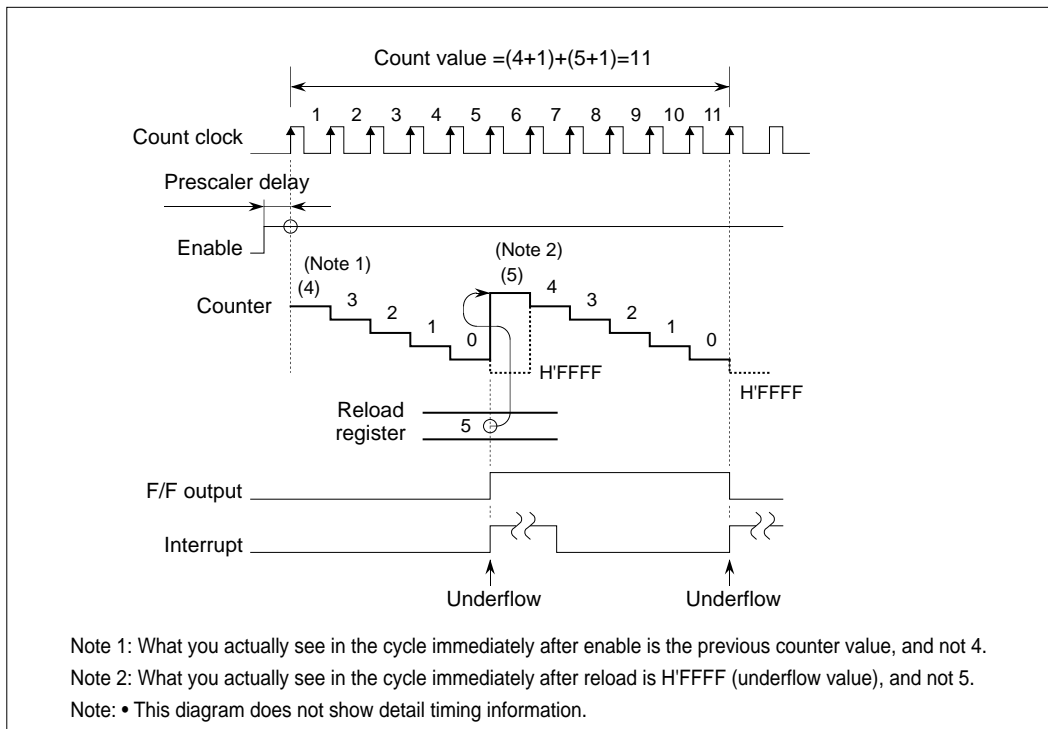 Count value =(4+1)+(5+1)=11
1 2 3 4 5 6 7 8 9 10 11
Count clock
Prescaler delay
Enable
(Note 1)
(Note 2)
(4) 3 2 1 0 (5) 4 3 2 1 0
Counter
H'FFFF
H'FFFF
Reload
register
5
F/F output
Interrupt
Underflow
Underflow
Note 1: What you actually see in the cycle immediately after enable is the previous counter value, and not 4.
Note 2: What you actually see in the cycle immediately after reload is H'FFFF (underflow value), and not 5.
Note: • This diagram does not show detail timing information.